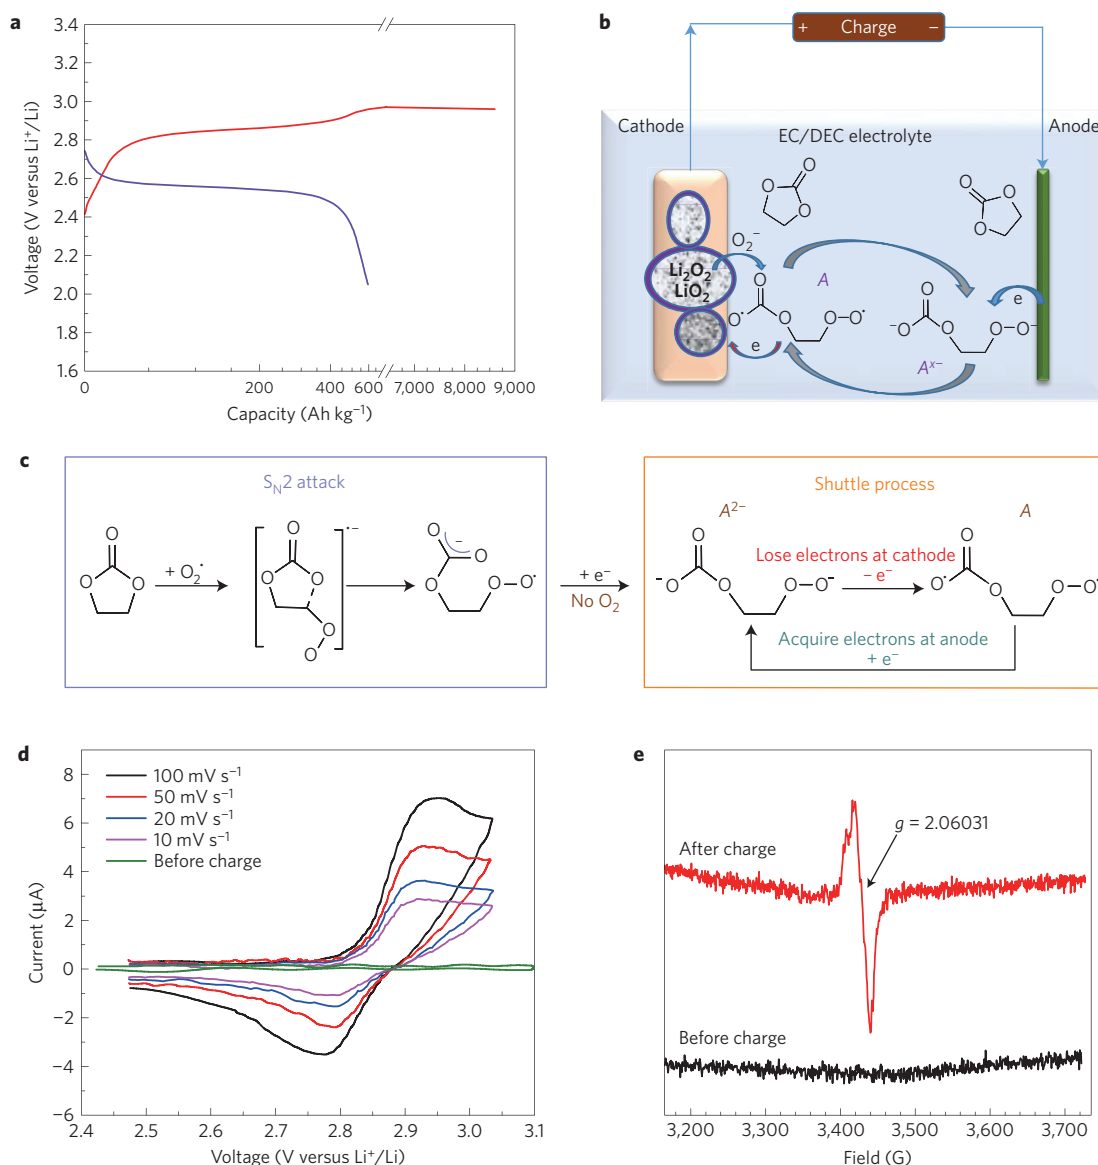 a
3.4
3.2
3.0
2.8
2.6
2.4
2.2
2.0
1.8
1.6
Voltage (V versus Li⁺/Li)
0 200 400 600 7,000 8,000 9,000
Capacity (Ah kg⁻¹)
b
+ Charge −
Cathode
EC/DEC electrolyte
Anode
O
O
O
O
O
O
O₂⁻
Li₂O₂
LiO₂
O
O•
O
O–O•
A
e
O
⁻O
O
O–O⁻
e
Aˣ⁻
c
S_N2 attack
O
O
O
+ O₂•
O
O
O
O
O
•−
O
−
O
O
O–O•
+ e⁻
No O₂
Shuttle process
A²⁻
A
O
⁻O
O
O–O⁻
Lose electrons at cathode
− e⁻
O
O•
O
O–O•
Acquire electrons at anode
+ e⁻
d
8
6
4
2
0
−2
−4
−6
Current (μA)
100 mV s⁻¹
50 mV s⁻¹
20 mV s⁻¹
10 mV s⁻¹
Before charge
2.4 2.5 2.6 2.7 2.8 2.9 3.0 3.1
Voltage (V versus Li⁺/Li)
e
After charge
g = 2.06031
Before charge
3,200 3,300 3,400 3,500 3,600 3,700
Field (G)